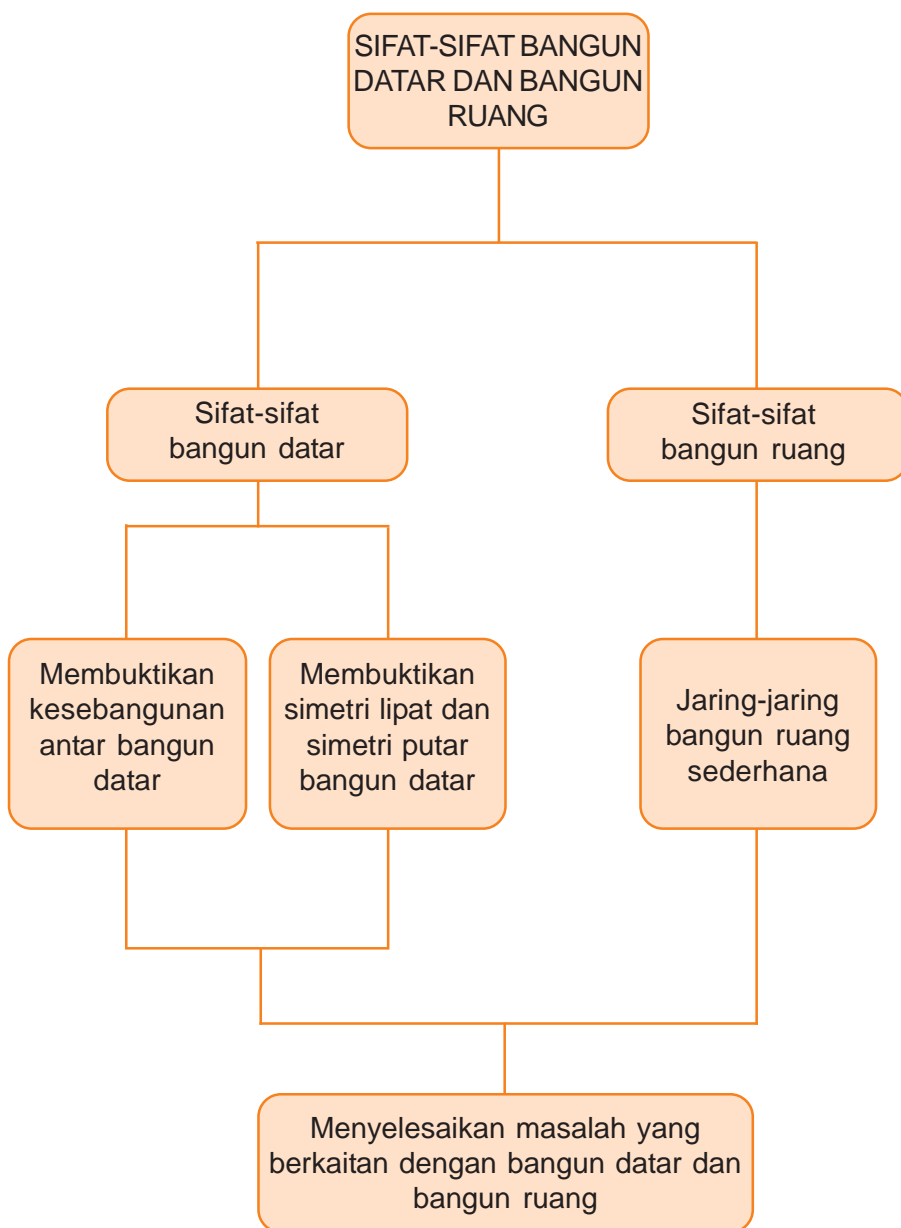 SIFAT-SIFAT BANGUN
DATAR DAN BANGUN
RUANG
Sifat-sifat
bangun datar
Sifat-sifat
bangun ruang
Membuktikan
kesebangunan
antar bangun
datar
Membuktikan
simetri lipat dan
simetri putar
bangun datar
Jaring-jaring
bangun ruang
sederhana
Menyelesaikan masalah yang
berkaitan dengan bangun datar dan
bangun ruang